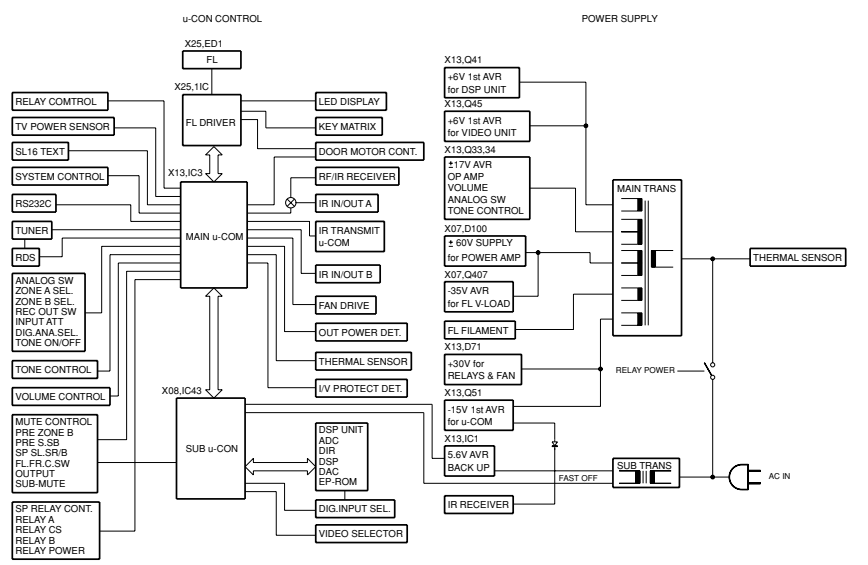 u-CON CONTROL
POWER SUPPLY
X25,ED1
FL
X25,1IC
FL DRIVER
LED DISPLAY
KEY MATRIX
DOOR MOTOR CONT.
RELAY COMTROL
TV POWER SENSOR
SL16 TEXT
SYSTEM CONTROL
RS232C
TUNER
RDS
ANALOG SW
ZONE A SEL.
ZONE B SEL.
REC OUT SW
INPUT ATT
DIG.ANA.SEL.
TONE ON/OFF
TONE CONTROL
VOLUME CONTROL
MUTE CONTROL
PRE ZONE B
PRE S.SB
SP SL.SR/B
FL.FR.C.SW
OUTPUT
SUB-MUTE
SP RELAY CONT.
RELAY A
RELAY CS
RELAY B
RELAY POWER
X13,IC3
MAIN u-COM
RF/IR RECEIVER
IR IN/OUT A
IR TRANSMIT
u-COM
IR IN/OUT B
FAN DRIVE
OUT POWER DET.
THERMAL SENSOR
I/V PROTECT DET.
X08,IC43
SUB u-CON
DSP UNIT
ADC
DIR
DSP
DAC
EP-ROM
DIG.INPUT SEL.
VIDEO SELECTOR
X13,Q41
+6V 1st AVR
for DSP UNIT
X13,Q45
+6V 1st AVR
for VIDEO UNIT
X13,Q33,34
±17V AVR
OP AMP
VOLUME
ANALOG SW
TONE CONTROL
X07,D100
± 60V SUPPLY
for POWER AMP
X07,Q407
-35V AVR
for FL V-LOAD
FL FILAMENT
X13,D71
+30V for
RELAYS & FAN
X13,Q51
-15V 1st AVR
for u-COM
X13,IC1
5.6V AVR
BACK UP
IR RECEIVER
MAIN TRANS
THERMAL SENSOR
RELAY POWER
SUB TRANS
FAST OFF
AC IN